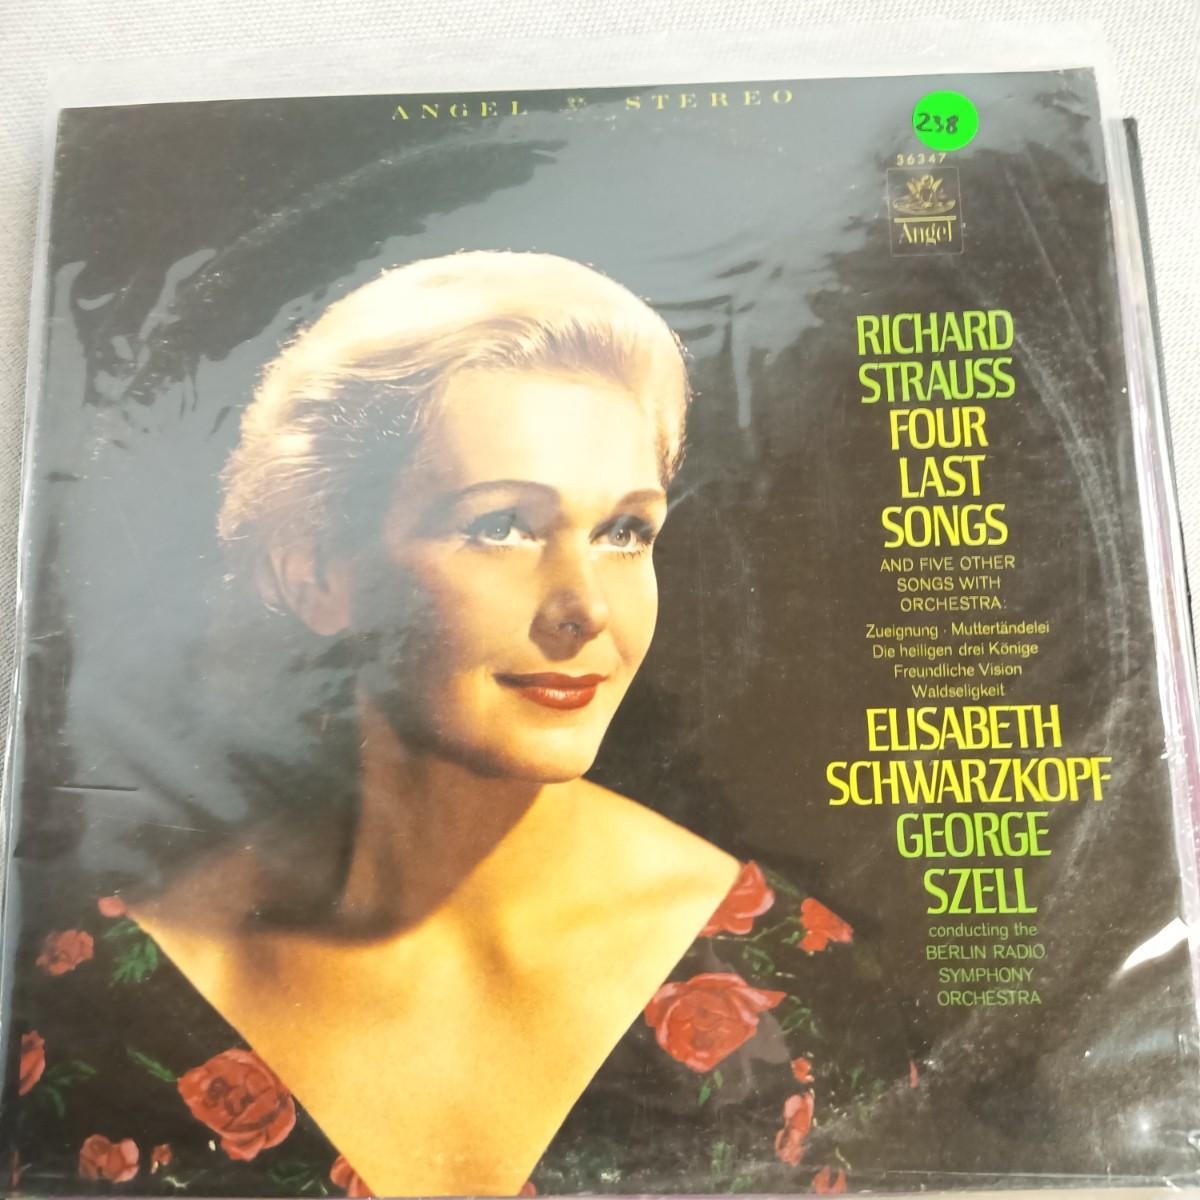 ANGEL STEREO
238
36347
Angel
RICHARD
STRAUSS
FOUR
LAST
SONGS
AND FIVE OTHER
SONGS WITH
ORCHESTRA:
Zueignung · Muttertändelei
Die heiligen drei Könige
Freundliche Vision
Waldseligkeit
ELISABETH
SCHWARZKOPF
GEORGE
SZELL
conducting the
BERLIN RADIO
SYMPHONY
ORCHESTRA